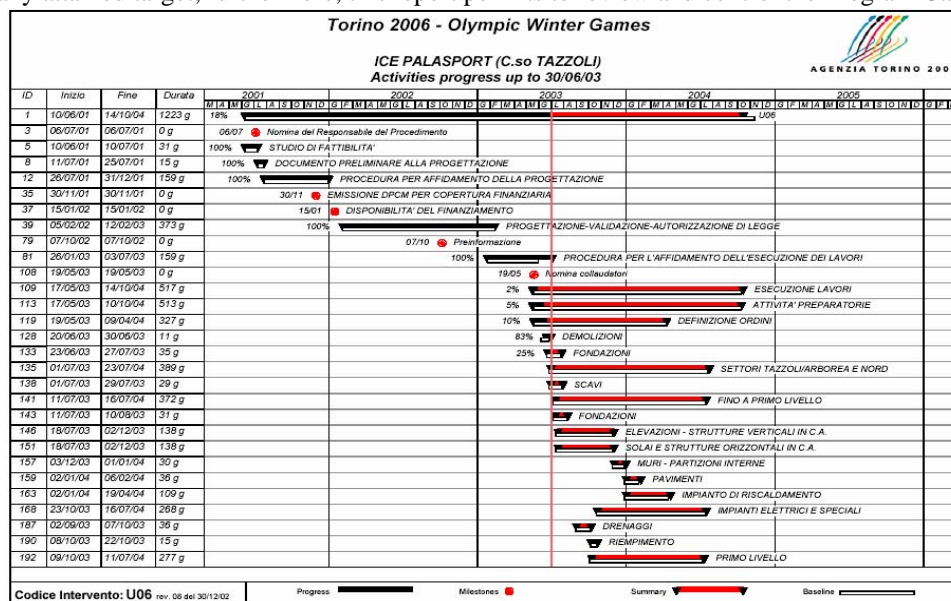 Torino 2006 - Olympic Winter Games
ICE PALASPORT (C.so TAZZOLI)
Activities progress up to 30/06/03
AGENZIA TORINO 200
ID Inizio Fine Durata 2001 2002 2003 2004 2005
M A M G L A S O N D G F M A M G L A S O N D G F M A M G L A S O N D G F M A M G L A S O N D G F M A M G L A S O N D G F
1 10/06/01 14/10/04 1223 g 18% U06
3 06/07/01 06/07/01 0 g 06/07 Nomina del Responsabile del Procedimento
5 10/06/01 10/07/01 31 g 100% STUDIO DI FATTIBILITA'
8 11/07/01 25/07/01 15 g 100% DOCUMENTO PRELIMINARE ALLA PROGETTAZIONE
12 26/07/01 31/12/01 159 g 100% PROCEDURA PER AFFIDAMENTO DELLA PROGETTAZIONE
35 30/11/01 30/11/01 0 g 30/11 EMISSIONE DPCM PER COPERTURA FINANZIARIA
37 15/01/02 15/01/02 0 g 15/01 DISPONIBILITA' DEL FINANZIAMENTO
39 05/02/02 12/02/03 373 g 100% PROGETTAZIONE-VALIDAZIONE-AUTORIZZAZIONE DI LEGGE
79 07/10/02 07/10/02 0 g 07/10 Preinformazione
81 26/01/03 03/07/03 159 g 100% PROCEDURA PER L'AFFIDAMENTO DELL'ESECUZIONE DEI LAVORI
108 19/05/03 19/05/03 0 g 19/05 Nomina collaudatori
109 17/05/03 14/10/04 517 g 2% ESECUZIONE LAVORI
113 17/05/03 10/10/04 513 g 5% ATTIVITA' PREPARATORIE
119 19/05/03 09/04/04 327 g 10% DEFINIZIONE ORDINI
128 20/06/03 30/06/03 11 g 83% DEMOLIZIONI
133 23/06/03 27/07/03 35 g 25% FONDAZIONI
135 01/07/03 23/07/04 389 g SETTORI TAZZOLI/ARBOREA E NORD
138 01/07/03 29/07/03 29 g SCAVI
141 11/07/03 16/07/04 372 g FINO A PRIMO LIVELLO
143 11/07/03 10/08/03 31 g FONDAZIONI
146 18/07/03 02/12/03 138 g ELEVAZIONI - STRUTTURE VERTICALI IN C.A.
151 18/07/03 02/12/03 138 g SOLAI E STRUTTURE ORIZZONTALI IN C.A.
157 03/12/03 01/01/04 30 g MURI - PARTIZIONI INTERNE
159 02/01/04 06/02/04 36 g PAVIMENTI
163 02/01/04 19/04/04 109 g IMPIANTO DI RISCALDAMENTO
168 23/10/03 16/07/04 268 g IMPIANTI ELETTRICI E SPECIALI
187 02/09/03 07/10/03 36 g DRENAGGI
190 08/10/03 22/10/03 15 g RIEMPIMENTO
192 09/10/03 11/07/04 277 g PRIMO LIVELLO
Codice Intervento: U06 rev. 08 del 30/12/02 Progress Milestones Summary Baseline